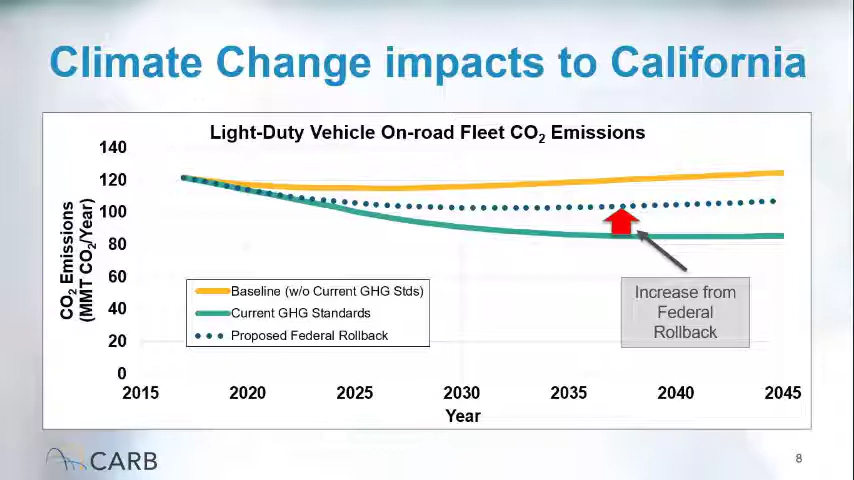 Climate Change impacts to California
Light-Duty Vehicle On-road Fleet CO₂ Emissions
140
120
100
80
60
40
20
0
CO₂ Emissions
(MMT CO₂/Year)
Baseline (w/o Current GHG Stds)
Current GHG Standards
Proposed Federal Rollback
Increase from
Federal
Rollback
2015 2020 2025 2030 2035 2040 2045
Year
CARB
8